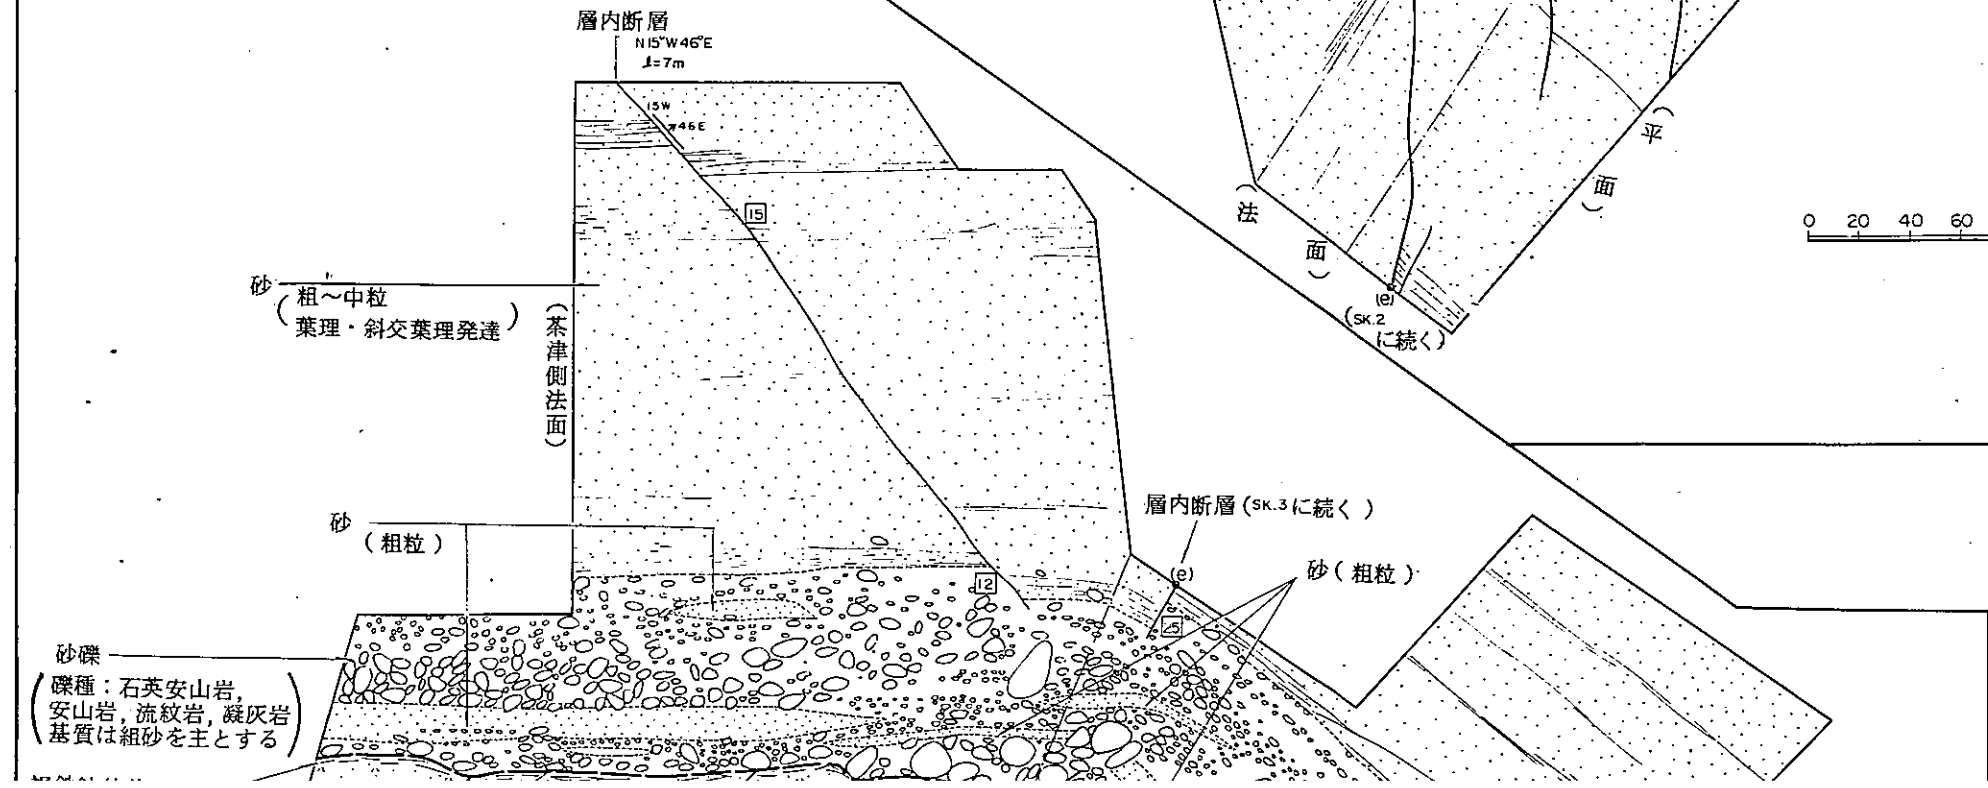 層内断層
N15°W46°E
l=7m
15W
46E
15
砂
(粗〜中粒
葉理・斜交葉理発達)
(茶津側法面)
砂
(粗粒)
12
砂礫
(礫種：石英安山岩,
安山岩, 流紋岩, 凝灰岩
基質は粗砂を主とする)
層内断層(SK.3に続く)
(e)
砂(粗粒)
(法面)
(平面)
(e)
(SK.2
に続く)
0 20 40 60